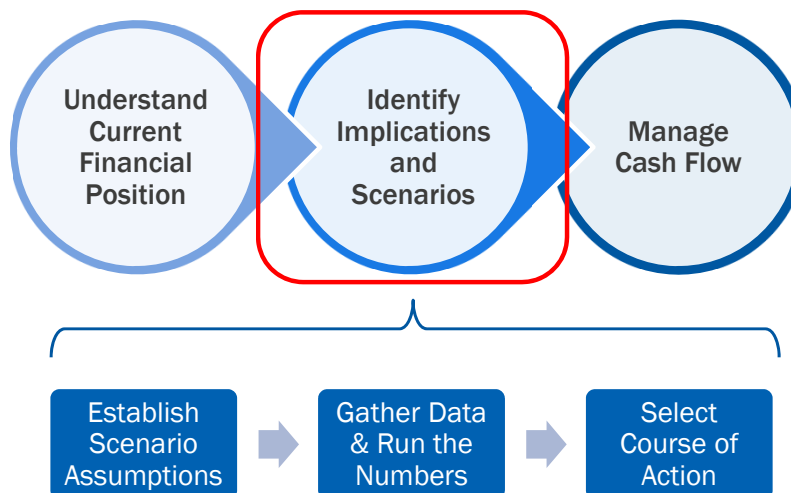 Understand
Current
Financial
Position
Identify
Implications
and
Scenarios
Manage
Cash Flow
Establish
Scenario
Assumptions
Gather Data
& Run the
Numbers
Select
Course of
Action